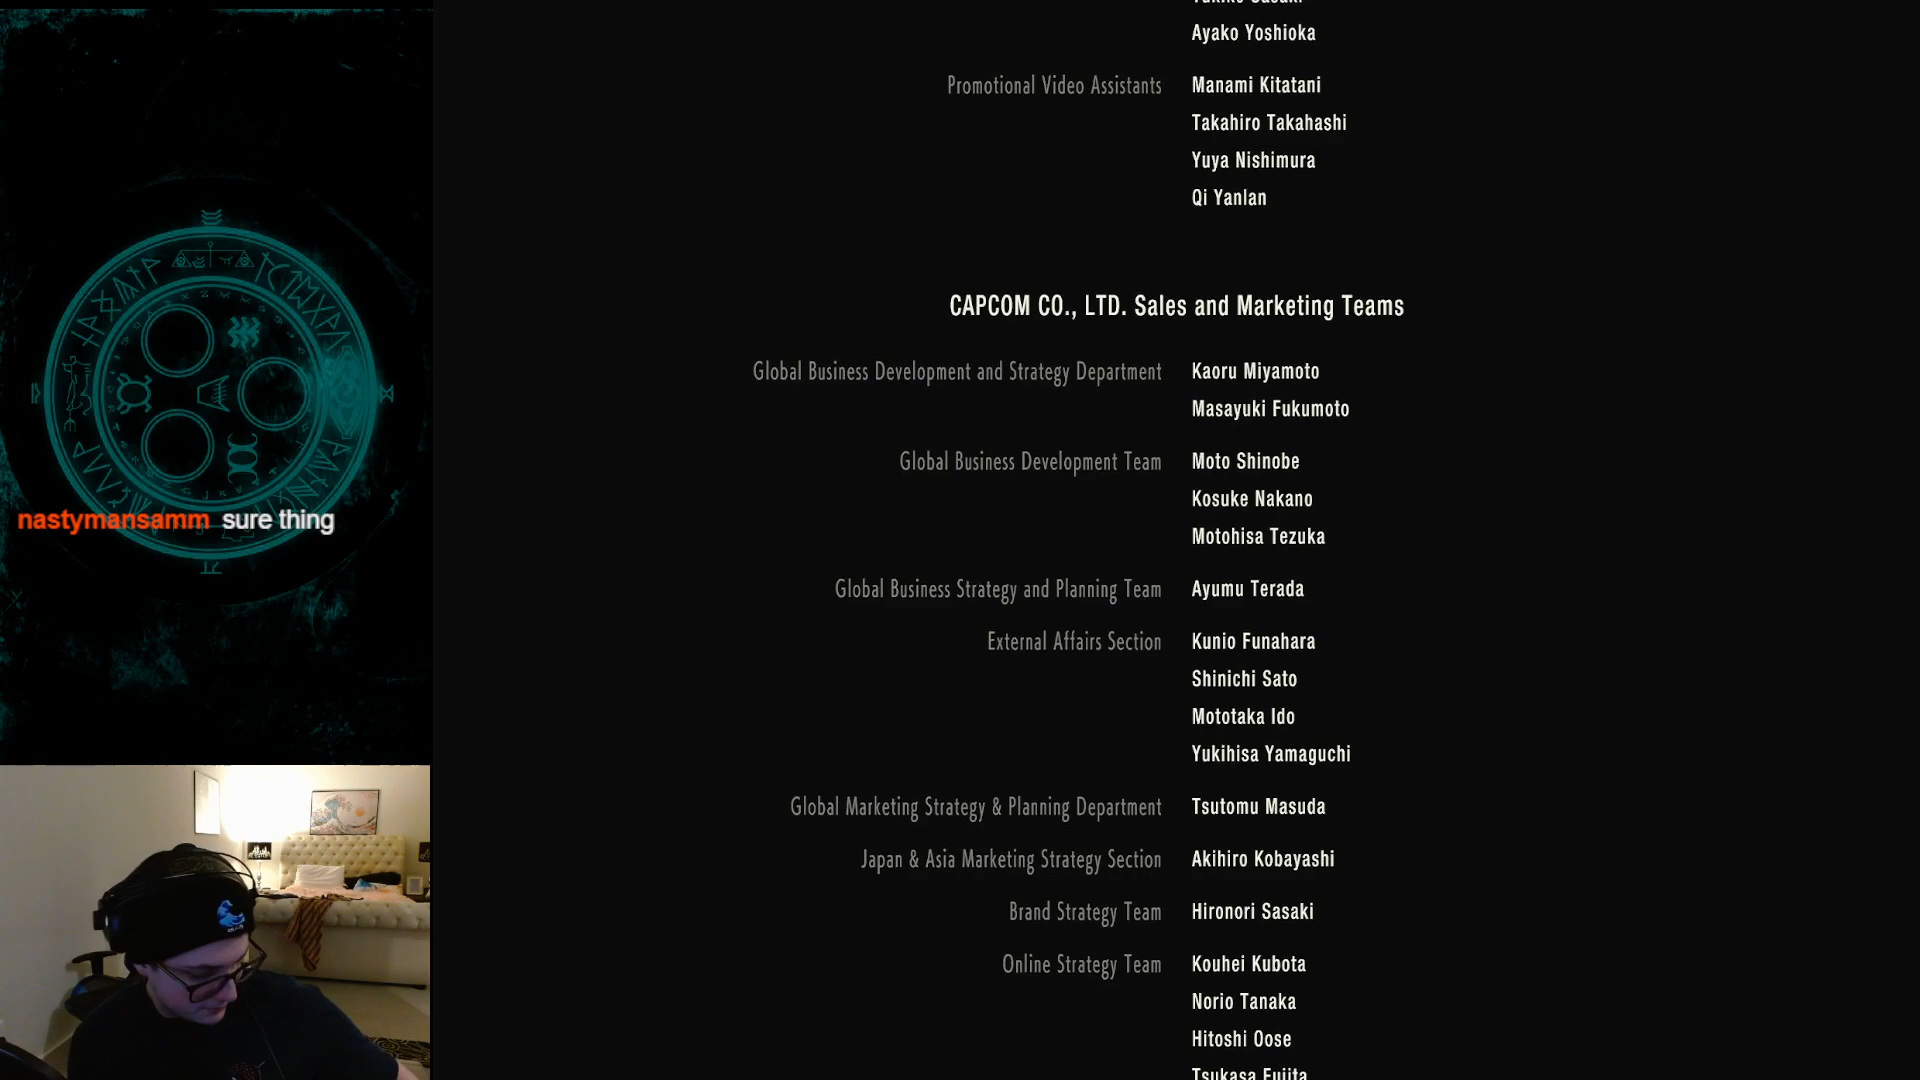 Ayako Yoshioka
Promotional Video Assistants Manami Kitatani
Takahiro Takahashi
Yuya Nishimura
Qi Yanlan
CAPCOM CO., LTD. Sales and Marketing Teams
Global Business Development and Strategy Department Kaoru Miyamoto
Masayuki Fukumoto
Global Business Development Team Moto Shinobe
Kosuke Nakano
Motohisa Tezuka
Global Business Strategy and Planning Team Ayumu Terada
External Affairs Section Kunio Funahara
Shinichi Sato
Mototaka Ido
Yukihisa Yamaguchi
Global Marketing Strategy & Planning Department Tsutomu Masuda
Japan & Asia Marketing Strategy Section Akihiro Kobayashi
Brand Strategy Team Hironori Sasaki
Online Strategy Team Kouhei Kubota
Norio Tanaka
Hitoshi Oose
Tsukasa Fujita
nastymansamm sure thing